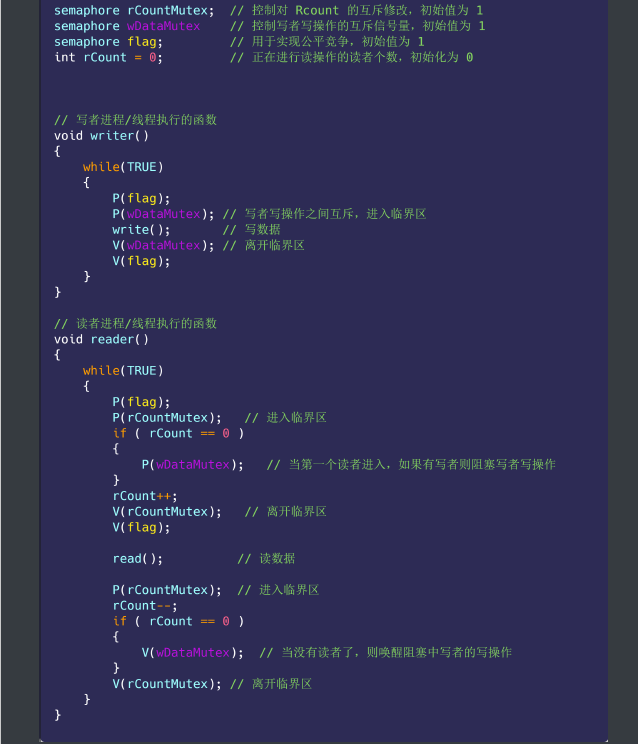 semaphore rCountMutex;  // 控制对 Rcount 的互斥修改，初始值为 1
semaphore wDataMutex    // 控制写者写操作的互斥信号量，初始值为 1
semaphore flag;         // 用于实现公平竞争，初始值为 1
int rCount = 0;         // 正在进行读操作的读者个数，初始化为 0
// 写者进程/线程执行的函数
void writer()
{
    while(TRUE)
    {
        P(flag);
        P(wDataMutex); // 写者写操作之间互斥，进入临界区
        write();       // 写数据
        V(wDataMutex); // 离开临界区
        V(flag);
    }
}
// 读者进程/线程执行的函数
void reader()
{
    while(TRUE)
    {
        P(flag);
        P(rCountMutex);   // 进入临界区
        if ( rCount == 0 )
        {
            P(wDataMutex);   // 当第一个读者进入，如果有写者则阻塞写者写操作
        }
        rCount++;
        V(rCountMutex);   // 离开临界区
        V(flag);
        read();          // 读数据
        P(rCountMutex);  // 进入临界区
        rCount--;
        if ( rCount == 0 )
        {
            V(wDataMutex);  // 当没有读者了，则唤醒阻塞中写者的写操作
        }
        V(rCountMutex); // 离开临界区
    }
}